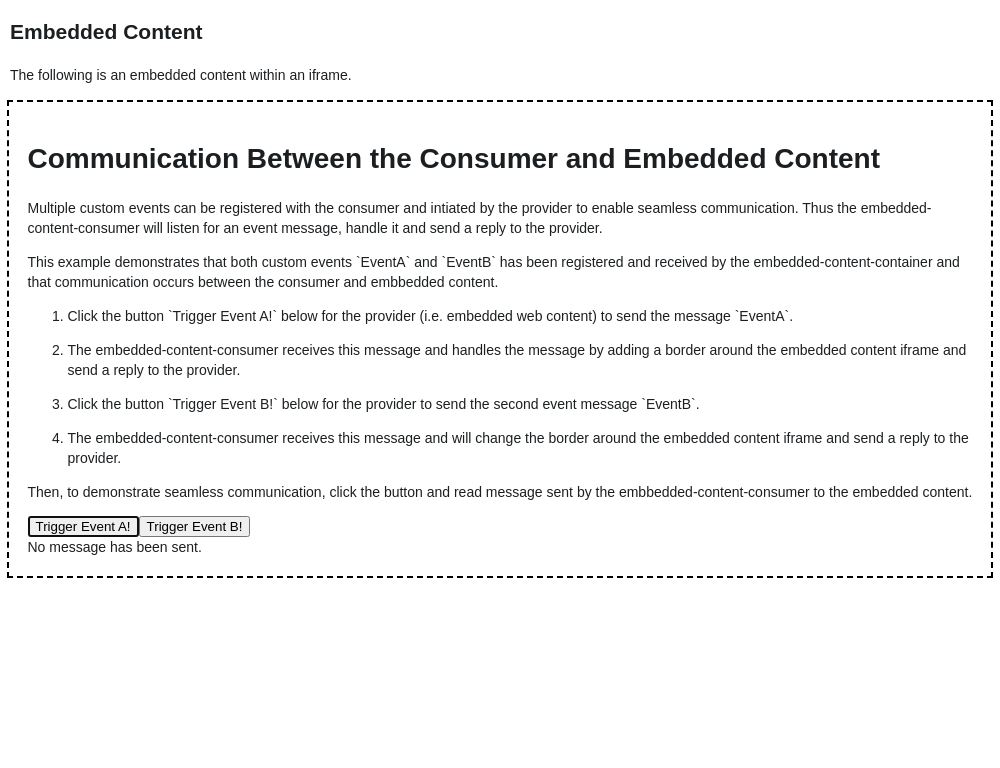 Embedded Content
The following is an embedded content within an iframe.
Communication Between the Consumer and Embedded Content
Multiple custom events can be registered with the consumer and intiated by the provider to enable seamless communication. Thus the embedded-
content-consumer will listen for an event message, handle it and send a reply to the provider.
This example demonstrates that both custom events `EventA` and `EventB` has been registered and received by the embedded-content-container and
that communication occurs between the consumer and embbedded content.
1. Click the button `Trigger Event A!` below for the provider (i.e. embedded web content) to send the message `EventA`.
2. The embedded-content-consumer receives this message and handles the message by adding a border around the embedded content iframe and
send a reply to the provider.
3. Click the button `Trigger Event B!` below for the provider to send the second event message `EventB`.
4. The embedded-content-consumer receives this message and will change the border around the embedded content iframe and send a reply to the
provider.
Then, to demonstrate seamless communication, click the button and read message sent by the embbedded-content-consumer to the embedded content.
Trigger Event A! Trigger Event B!
No message has been sent.